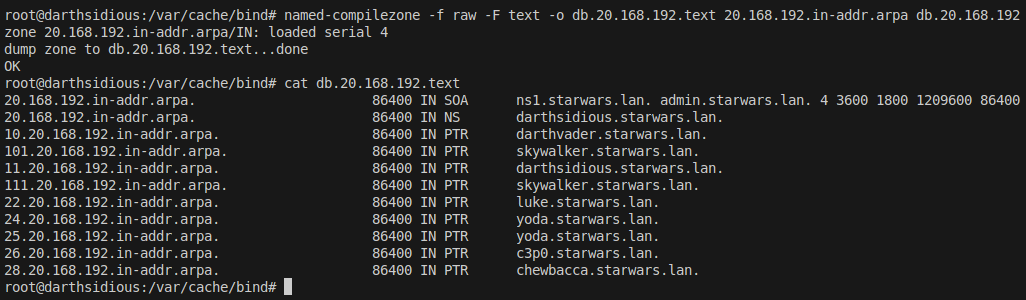 root@darthsidious:/var/cache/bind# named-compilezone -f raw -F text -o db.20.168.192.text 20.168.192.in-addr.arpa db.20.168.192
zone 20.168.192.in-addr.arpa/IN: loaded serial 4
dump zone to db.20.168.192.text...done
OK
root@darthsidious:/var/cache/bind# cat db.20.168.192.text
20.168.192.in-addr.arpa. 86400 IN SOA ns1.starwars.lan. admin.starwars.lan. 4 3600 1800 1209600 86400
20.168.192.in-addr.arpa. 86400 IN NS darthsidious.starwars.lan.
10.20.168.192.in-addr.arpa. 86400 IN PTR darthvader.starwars.lan.
101.20.168.192.in-addr.arpa. 86400 IN PTR skywalker.starwars.lan.
11.20.168.192.in-addr.arpa. 86400 IN PTR darthsidious.starwars.lan.
111.20.168.192.in-addr.arpa. 86400 IN PTR skywalker.starwars.lan.
22.20.168.192.in-addr.arpa. 86400 IN PTR luke.starwars.lan.
24.20.168.192.in-addr.arpa. 86400 IN PTR yoda.starwars.lan.
25.20.168.192.in-addr.arpa. 86400 IN PTR yoda.starwars.lan.
26.20.168.192.in-addr.arpa. 86400 IN PTR c3p0.starwars.lan.
28.20.168.192.in-addr.arpa. 86400 IN PTR chewbacca.starwars.lan.
root@darthsidious:/var/cache/bind#